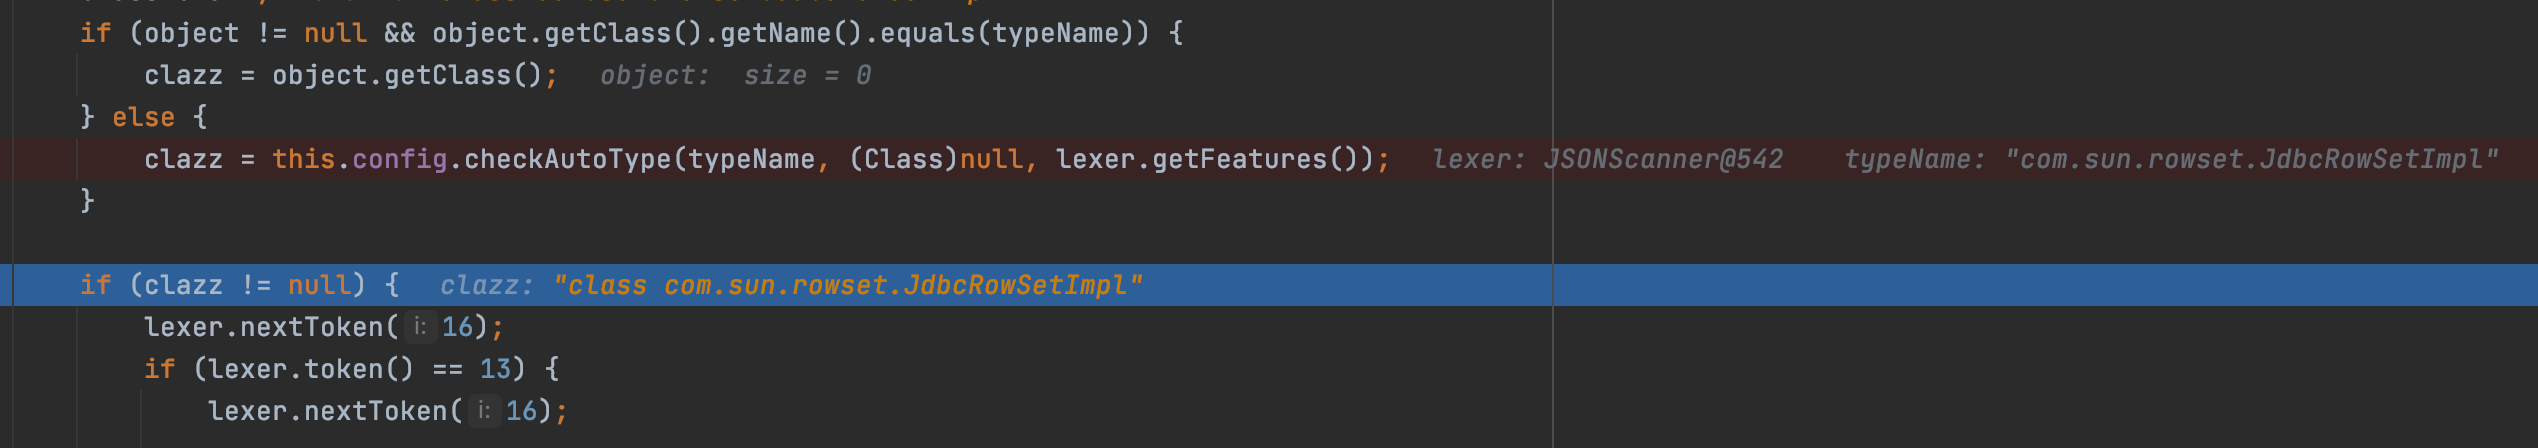 if (object != null && object.getClass().getName().equals(typeName)) {
clazz = object.getClass(); object: size = 0
} else {
clazz = this.config.checkAutoType(typeName, (Class)null, lexer.getFeatures()); lexer: JSONScanner@542 typeName: "com.sun.rowset.JdbcRowSetImpl"
}
if (clazz != null) { clazz: "class com.sun.rowset.JdbcRowSetImpl"
lexer.nextToken( i: 16);
if (lexer.token() == 13) {
lexer.nextToken( i: 16);